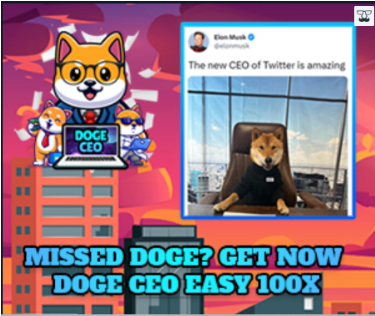 Elon Musk
@elonmusk
The new CEO of Twitter is amazing
DOGE
CEO
MISSED DOGE? GET NOW
DOGE CEO EASY 100X